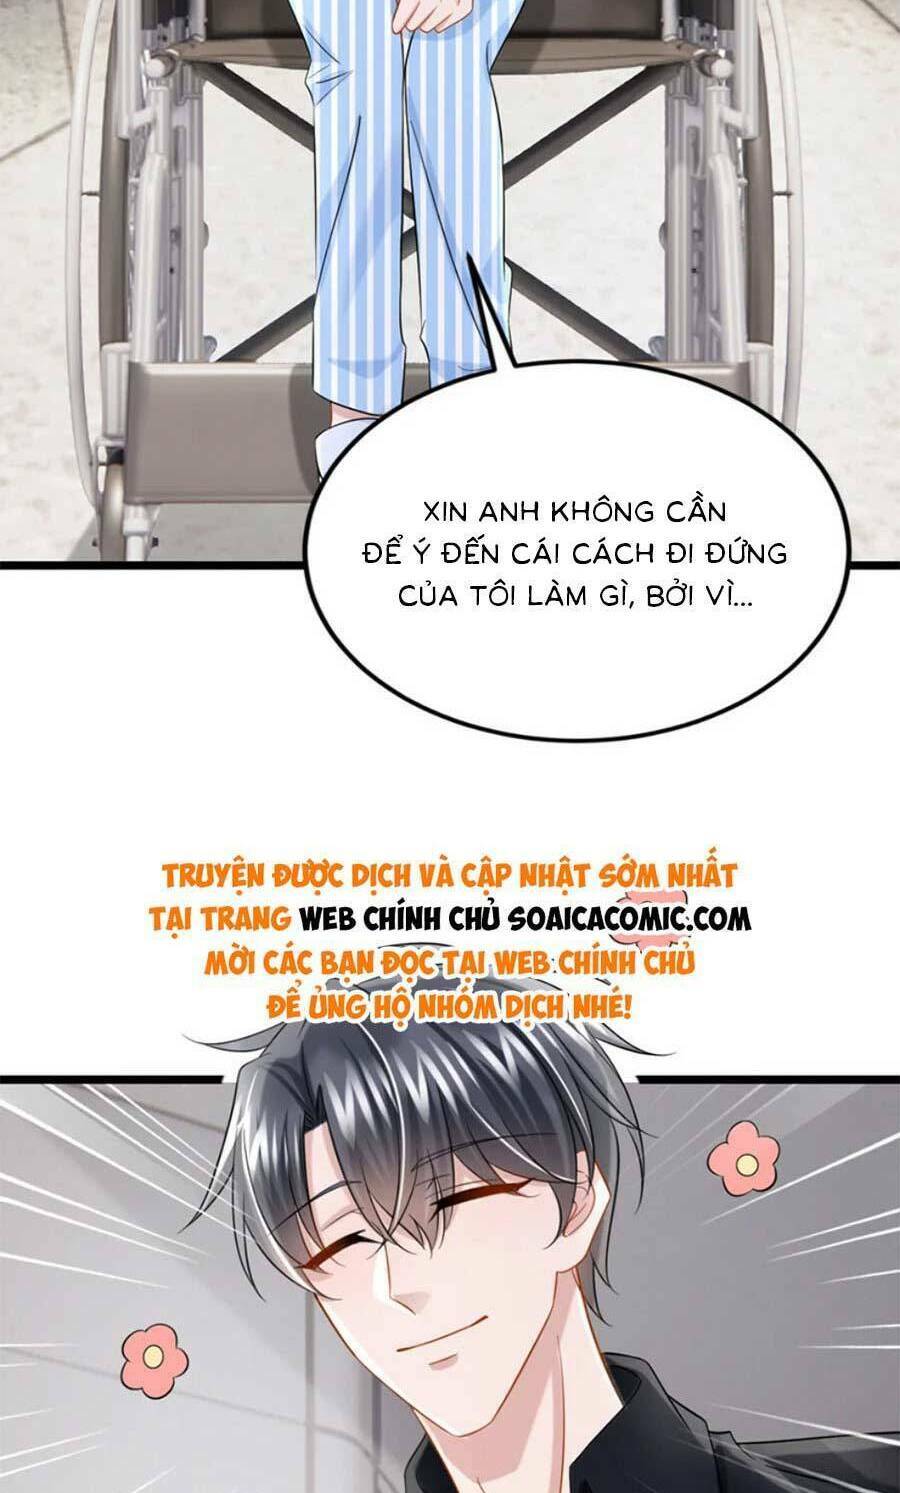 XIN ANH KHÔNG CẦN
ĐỂ Ý ĐẾN CÁI CÁCH ĐI ĐỨNG
CỦA TÔI LÀM GÌ, BỞI VÌ...
TRUYỆN ĐƯỢC DỊCH VÀ CẬP NHẬT SỚM NHẤT
TẠI TRANG WEB CHÍNH CHỦ SOAICACOMIC.COM
MỜI CÁC BẠN ĐỌC TẠI WEB CHÍNH CHỦ
ĐỂ ỦNG HỘ NHÓM DỊCH NHÉ!